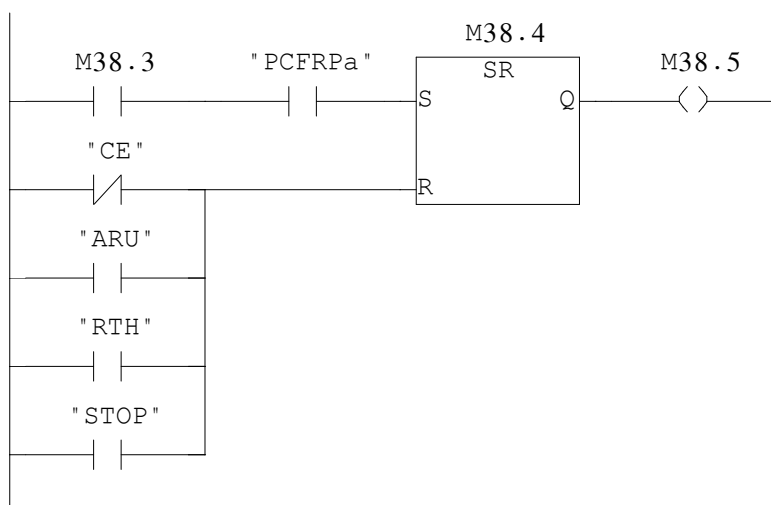 M38.4
M38.3 "PCFRPa" SR M38.5
S Q
"CE"
R
"ARU"
"RTH"
"STOP"